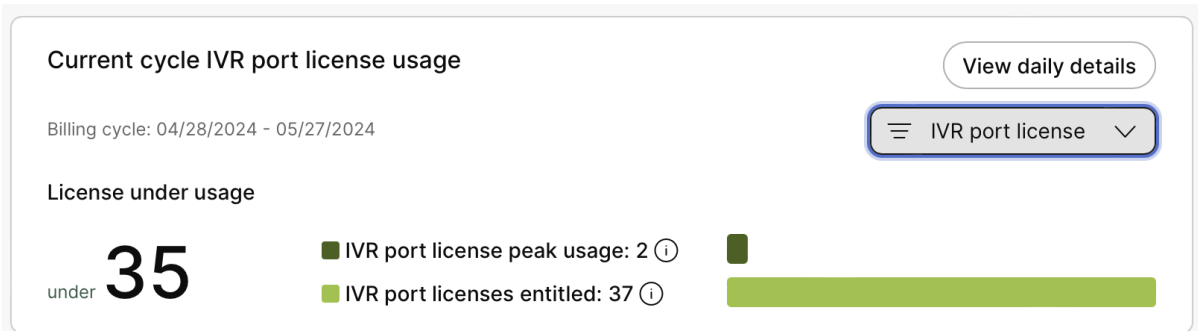 Current cycle IVR port license usage
View daily details
Billing cycle: 04/28/2024 - 05/27/2024
IVR port license
License under usage
under 35
IVR port license peak usage: 2 i
IVR port licenses entitled: 37 i